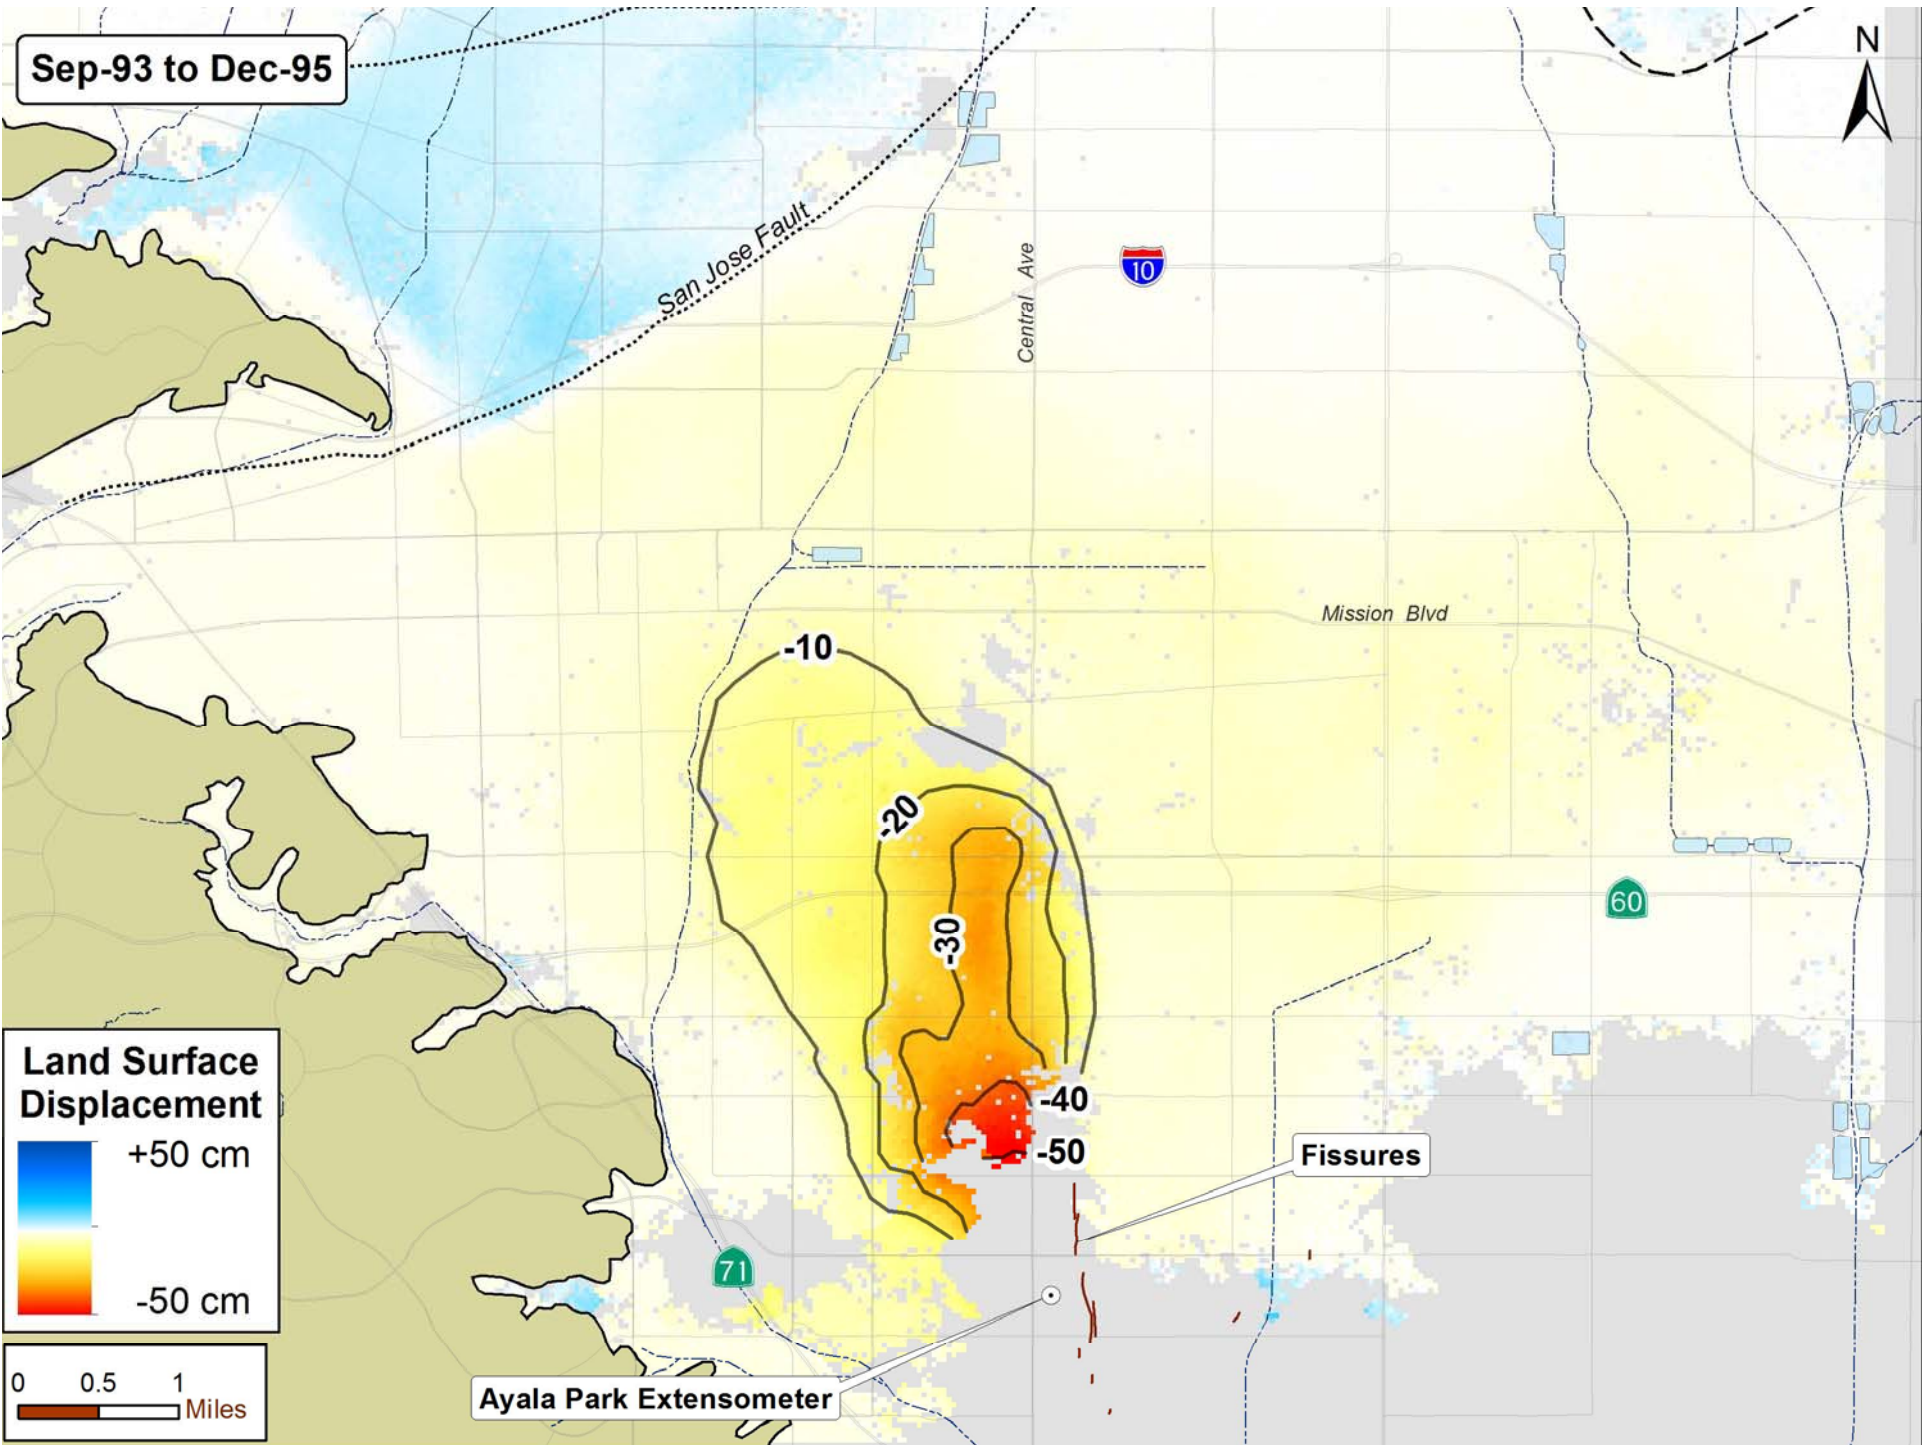 Sep-93 to Dec-95
N
San Jose Fault
Central Ave
10
Mission Blvd
-10
-20
-30
60
-40
-50
Fissures
71
Ayala Park Extensometer
Land Surface
Displacement
+50 cm
-50 cm
0 0.5 1
Miles